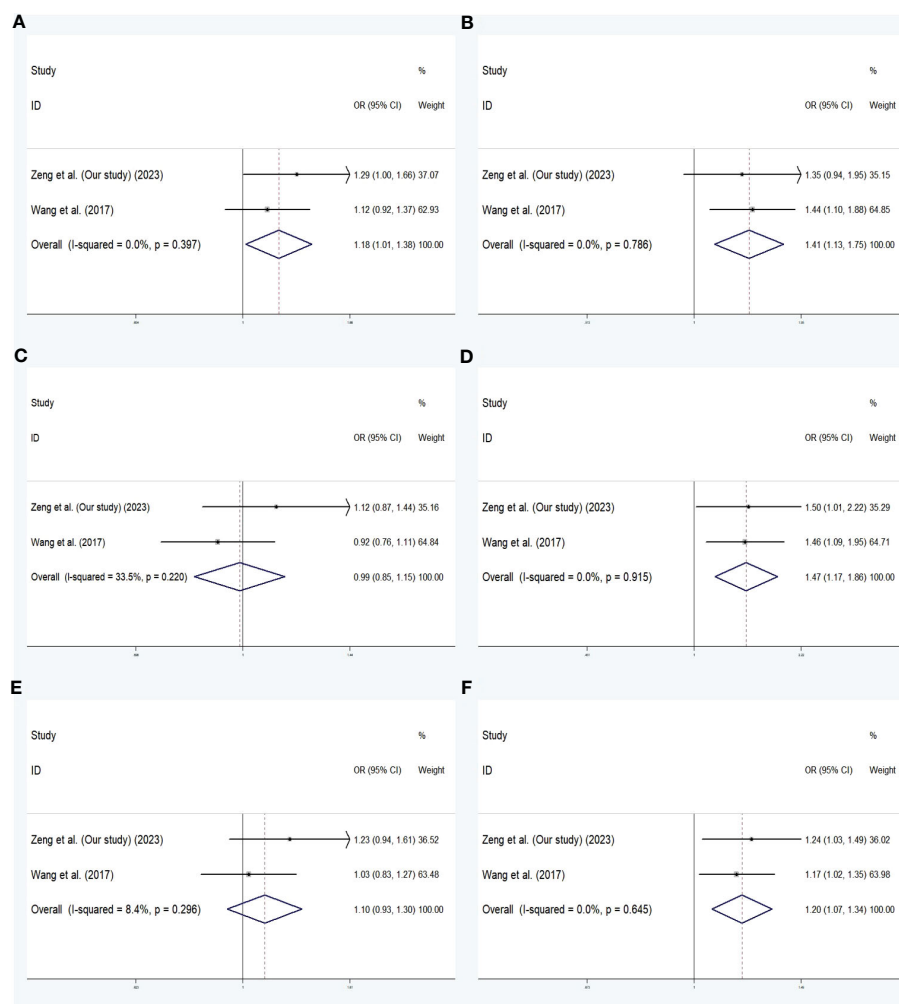 A
Study %
ID OR (95% CI) Weight
Zeng et al. (Our study) (2023) 1.29 (1.00, 1.66) 37.07
Wang et al. (2017) 1.12 (0.92, 1.37) 62.93
Overall (I-squared = 0.0%, p = 0.397) 1.18 (1.01, 1.38) 100.00
1
B
Study %
ID OR (95% CI) Weight
Zeng et al. (Our study) (2023) 1.35 (0.94, 1.95) 35.15
Wang et al. (2017) 1.44 (1.10, 1.88) 64.85
Overall (I-squared = 0.0%, p = 0.786) 1.41 (1.13, 1.75) 100.00
1
C
Study %
ID OR (95% CI) Weight
Zeng et al. (Our study) (2023) 1.12 (0.87, 1.44) 35.16
Wang et al. (2017) 0.92 (0.76, 1.11) 64.84
Overall (I-squared = 33.5%, p = 0.220) 0.99 (0.85, 1.15) 100.00
1
D
Study %
ID OR (95% CI) Weight
Zeng et al. (Our study) (2023) 1.50 (1.01, 2.22) 35.29
Wang et al. (2017) 1.46 (1.09, 1.95) 64.71
Overall (I-squared = 0.0%, p = 0.915) 1.47 (1.17, 1.86) 100.00
1
E
Study %
ID OR (95% CI) Weight
Zeng et al. (Our study) (2023) 1.23 (0.94, 1.61) 36.52
Wang et al. (2017) 1.03 (0.83, 1.27) 63.48
Overall (I-squared = 8.4%, p = 0.296) 1.10 (0.93, 1.30) 100.00
1
F
Study %
ID OR (95% CI) Weight
Zeng et al. (Our study) (2023) 1.24 (1.03, 1.49) 36.02
Wang et al. (2017) 1.17 (1.02, 1.35) 63.98
Overall (I-squared = 0.0%, p = 0.645) 1.20 (1.07, 1.34) 100.00
1